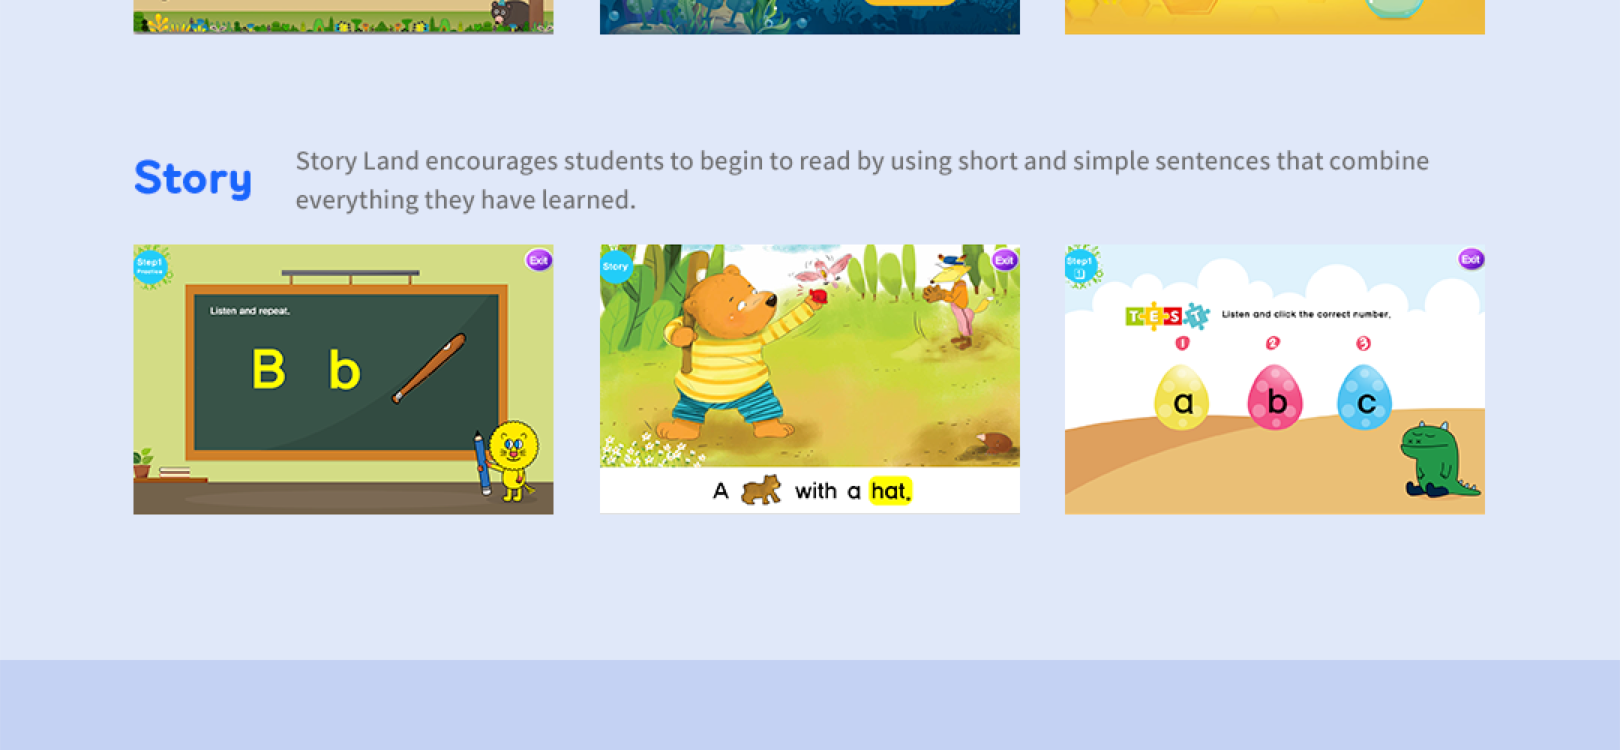 Story
Story Land encourages students to begin to read by using short and simple sentences that combine
everything they have learned.
Step1
Practice
Exit
Listen and repeat.
B b
Story
Exit
A with a hat.
Step1
1
Exit
TEST
Listen and click the correct number.
1 2 3
a b c